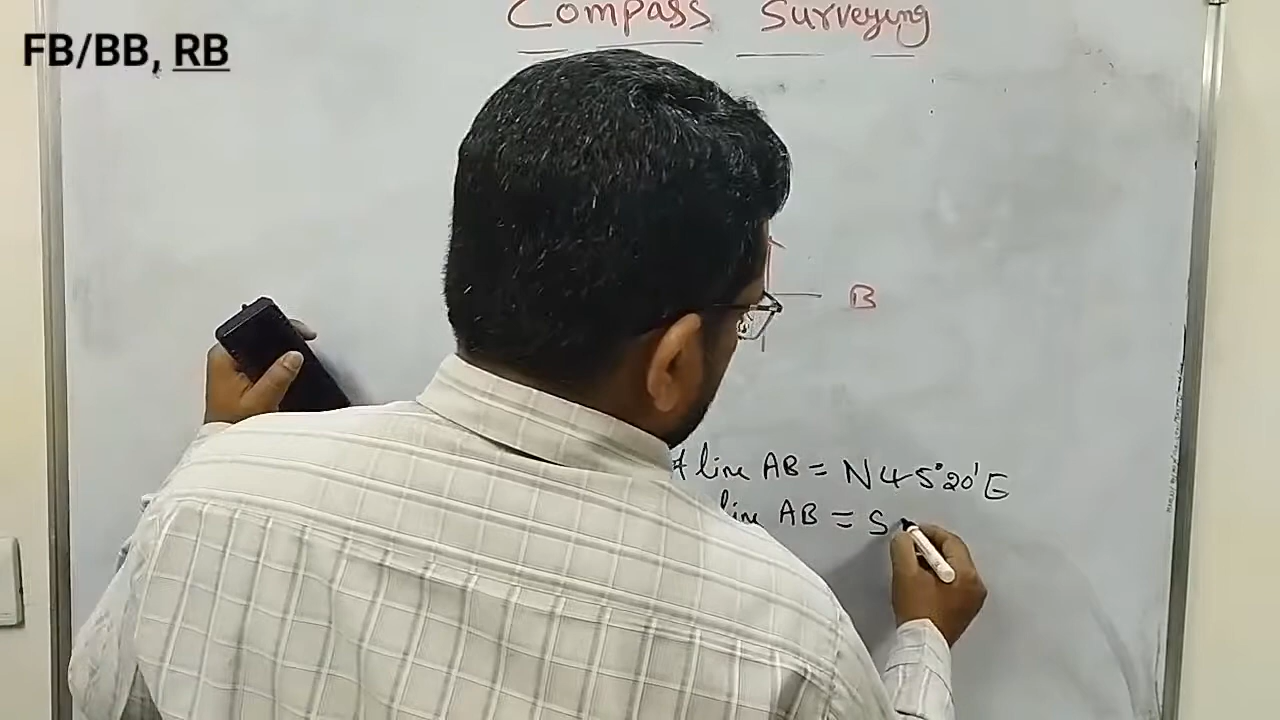 Compass Surveying
FB/BB, RB
B
line AB = N45°20'E
line AB = S